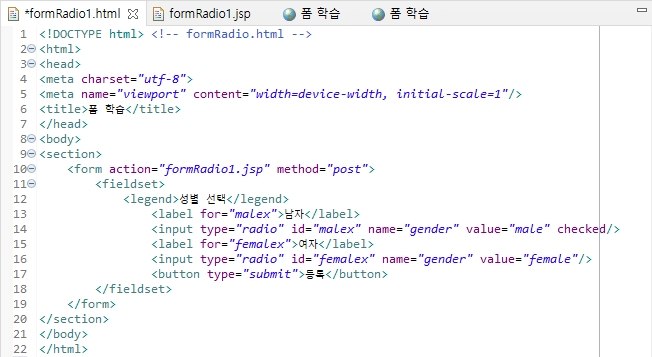 *formRadio1.html formRadio1.jsp 폼 학습 폼 학습
1 <!DOCTYPE html> <!-- formRadio.html -->
2 <html>
3 <head>
4 <meta charset="utf-8">
5 <meta name="viewport" content="width=device-width, initial-scale=1"/>
6 <title>폼 학습</title>
7 </head>
8 <body>
9 <section>
10 <form action="formRadio1.jsp" method="post">
11 <fieldset>
12 <legend>성별 선택</legend>
13 <label for="malex">남자</label>
14 <input type="radio" id="malex" name="gender" value="male" checked/>
15 <label for="femalex">여자</label>
16 <input type="radio" id="femalex" name="gender" value="female"/>
17 <button type="submit">등록</button>
18 </fieldset>
19 </form>
20 </section>
21 </body>
22 </html>